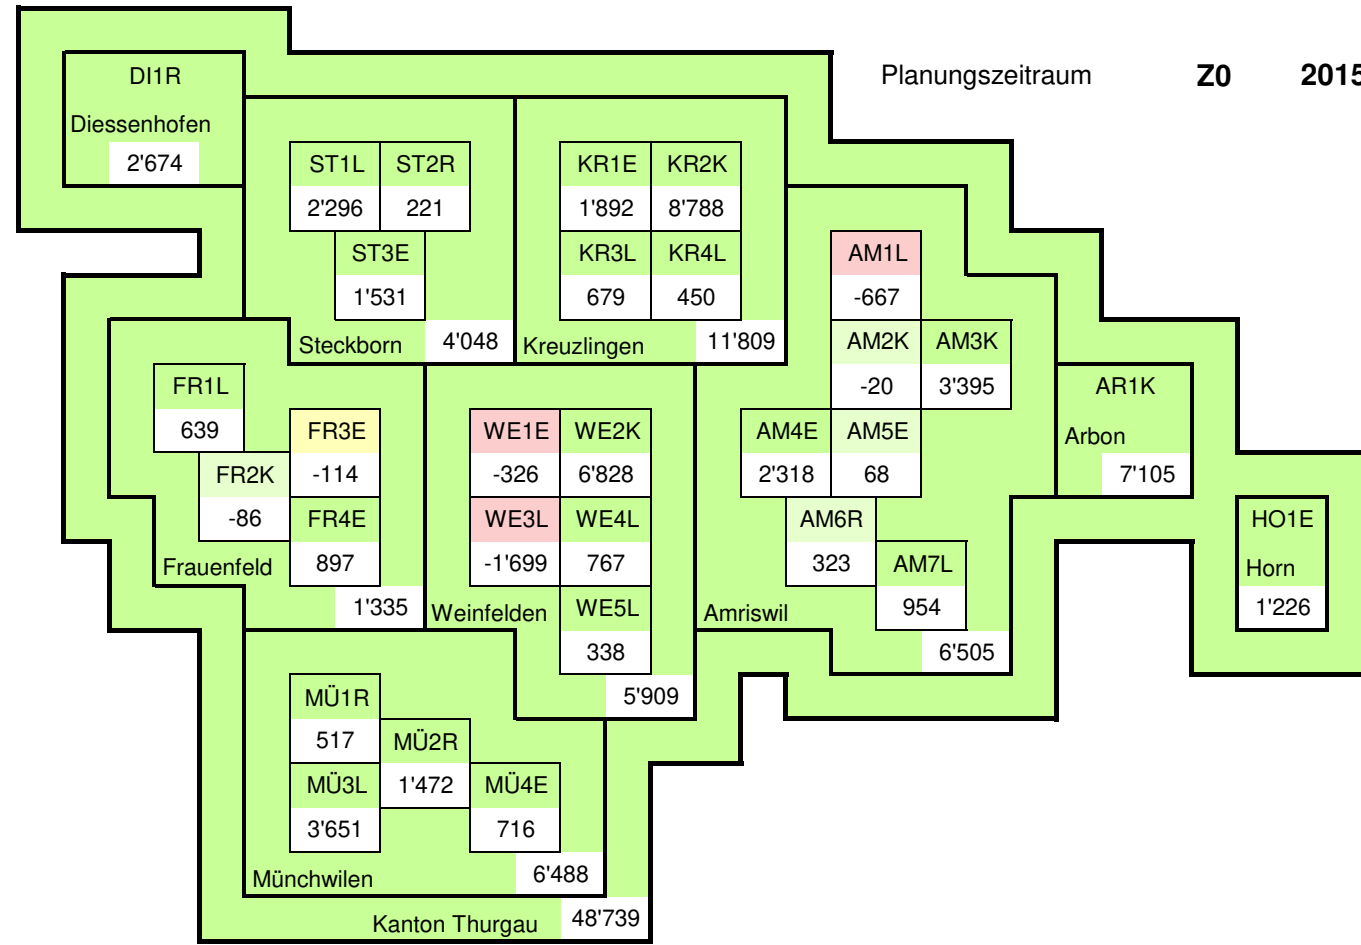 DI1R
Diessenhofen
2'674
Planungszeitraum Z0 2015
ST1L ST2R
2'296 221
ST3E
1'531
Steckborn 4'048
KR1E KR2K
1'892 8'788
KR3L KR4L
679 450
Kreuzlingen 11'809
AM1L
-667
AM2K AM3K
-20 3'395
AM4E AM5E
2'318 68
AM6R
323
AM7L
954
Amriswil
6'505
AR1K
Arbon
7'105
HO1E
Horn
1'226
FR1L
639
FR3E
-114
FR2K
-86
FR4E
897
Frauenfeld
1'335
WE1E WE2K
-326 6'828
WE3L WE4L
-1'699 767
WE5L
338
Weinfelden
5'909
MÜ1R
517
MÜ2R
1'472
MÜ3L
3'651
MÜ4E
716
Münchwilen 6'488
Kanton Thurgau 48'739